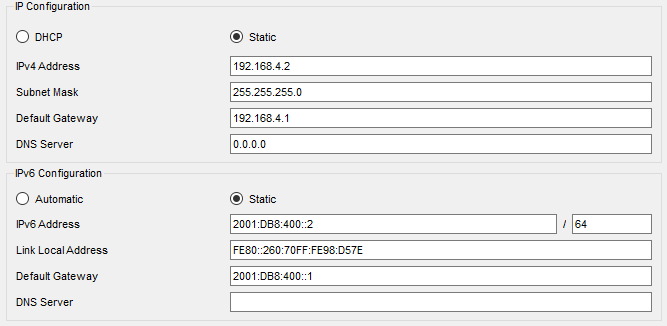 IP Configuration
DHCP Static
IPv4 Address 192.168.4.2
Subnet Mask 255.255.255.0
Default Gateway 192.168.4.1
DNS Server 0.0.0.0
IPv6 Configuration
Automatic Static
IPv6 Address 2001:DB8:400::2 / 64
Link Local Address FE80::260:70FF:FE98:D57E
Default Gateway 2001:DB8:400::1
DNS Server